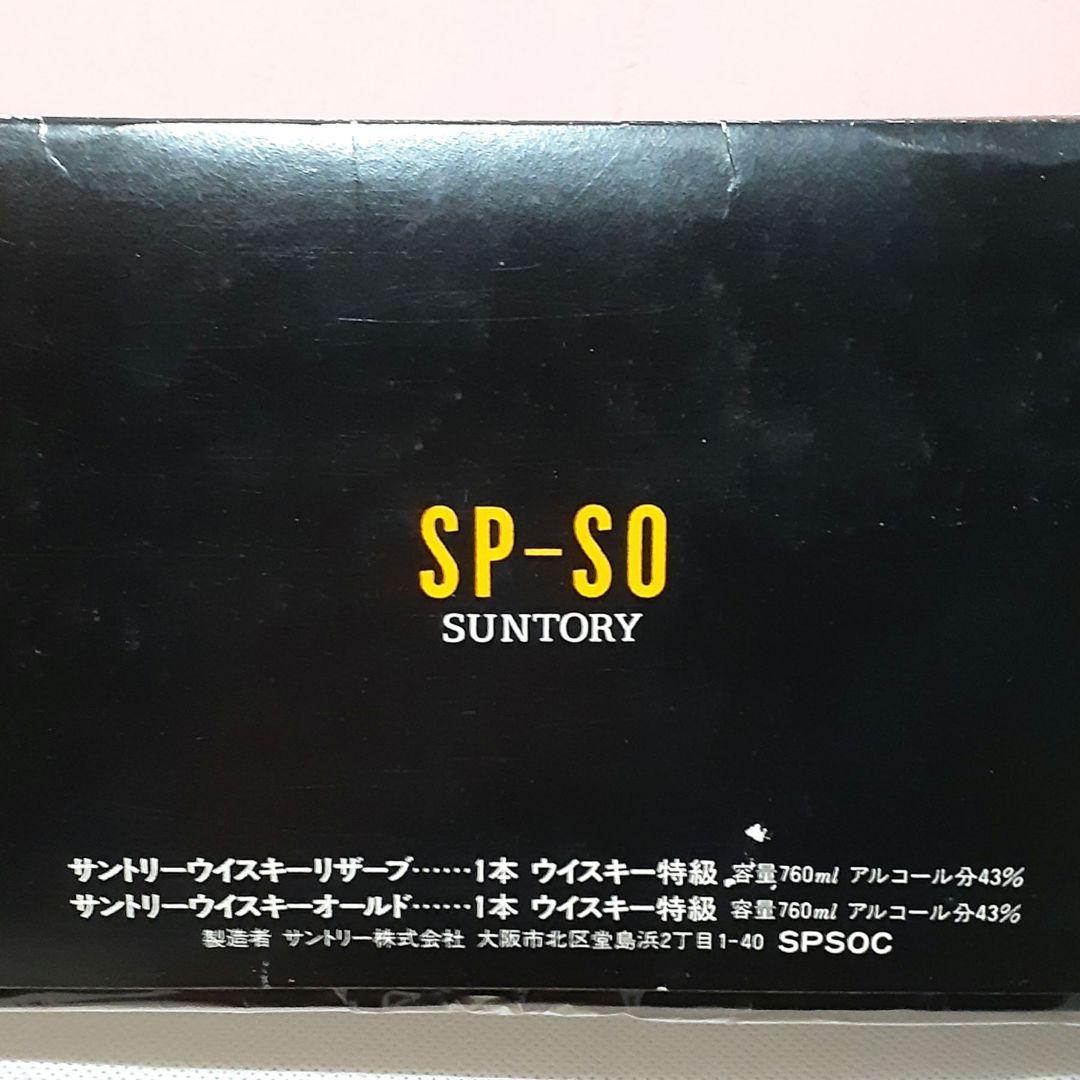 SP-SO
SUNTORY
サントリーウイスキーリザーブ……1本 ウイスキー特級 容量760ml アルコール分43%
サントリーウイスキーオールド……1本 ウイスキー特級 容量760ml アルコール分43%
製造者 サントリー株式会社 大阪市北区堂島浜2丁目1-40 SPSOC